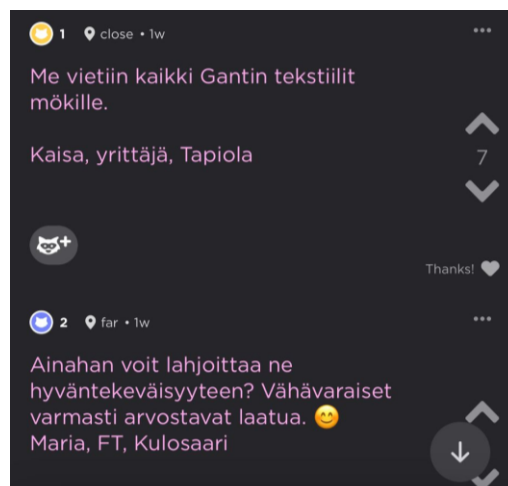 1 close • 1w
Me vietiin kaikki Gantin tekstiilit
mökille.
Kaisa, yrittäjä, Tapiola
7
Thanks!
2 far • 1w
Ainahan voit lahjoittaa ne
hyväntekeväisyyteen? Vähävaraiset
varmasti arvostavat laatua. 😊
Maria, FT, Kulosaari